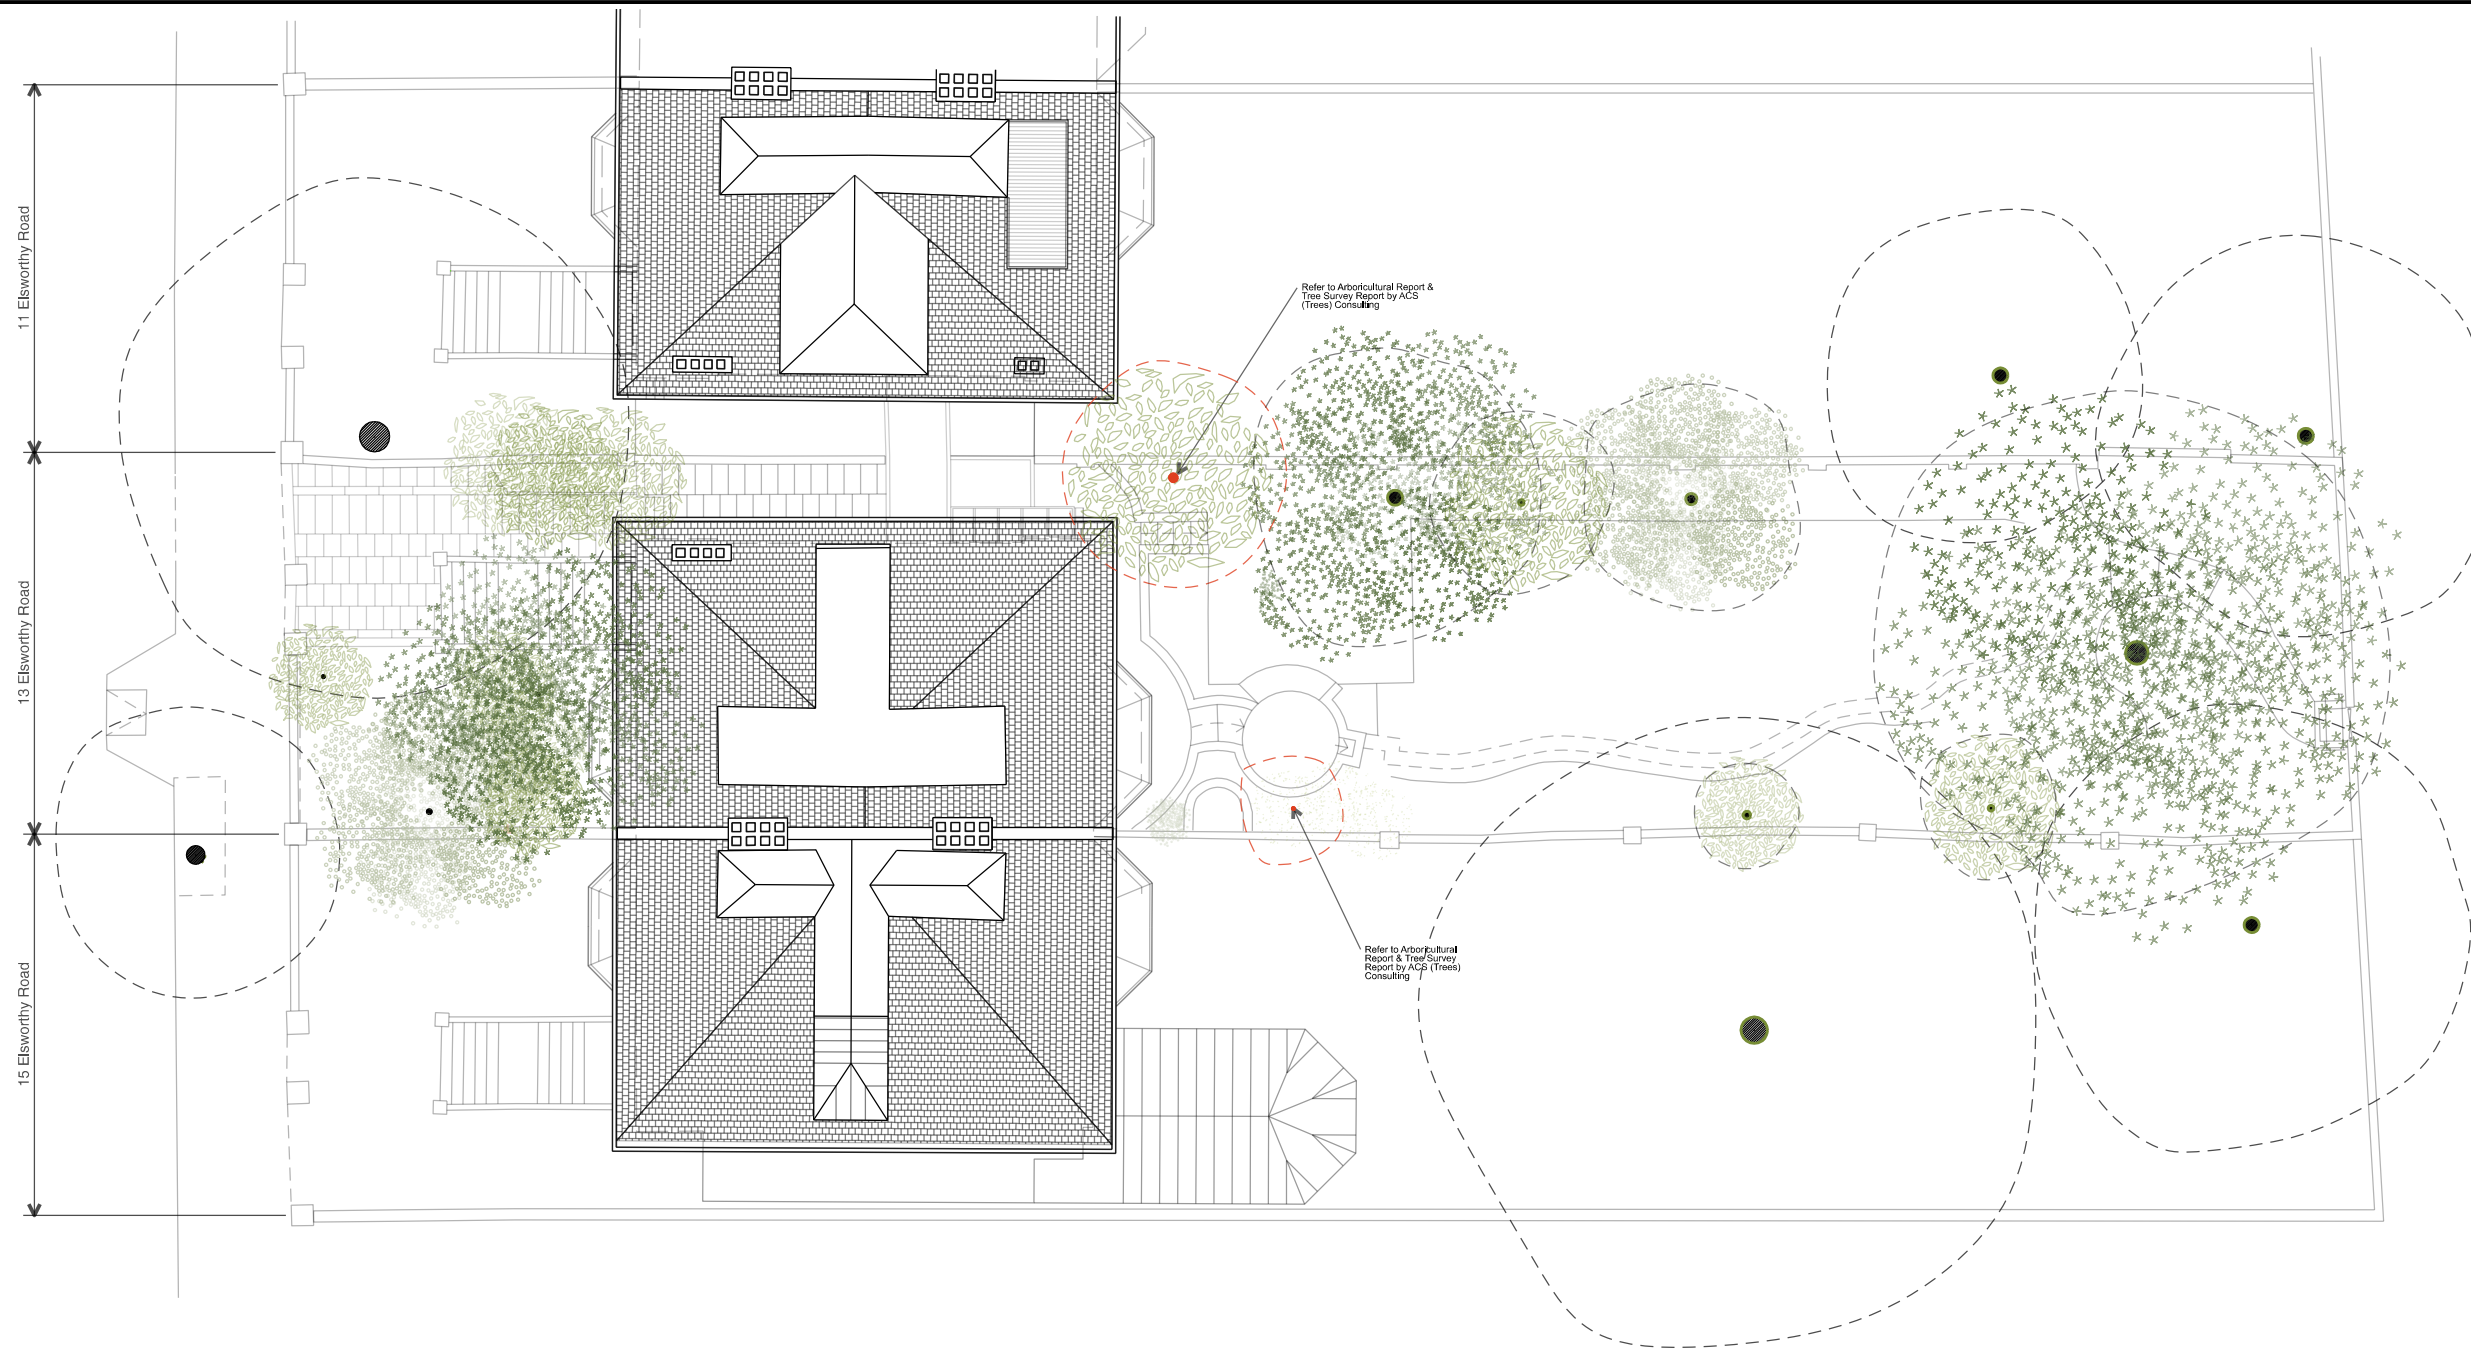 11 Elsworthy Road
13 Elsworthy Road
15 Elsworthy Road
Refer to Arboricultural Report &
Tree Survey Report by ACS
(Trees) Consulting
Refer to Arboricultural
Report & Tree Survey
Report by ACS (Trees)
Consulting